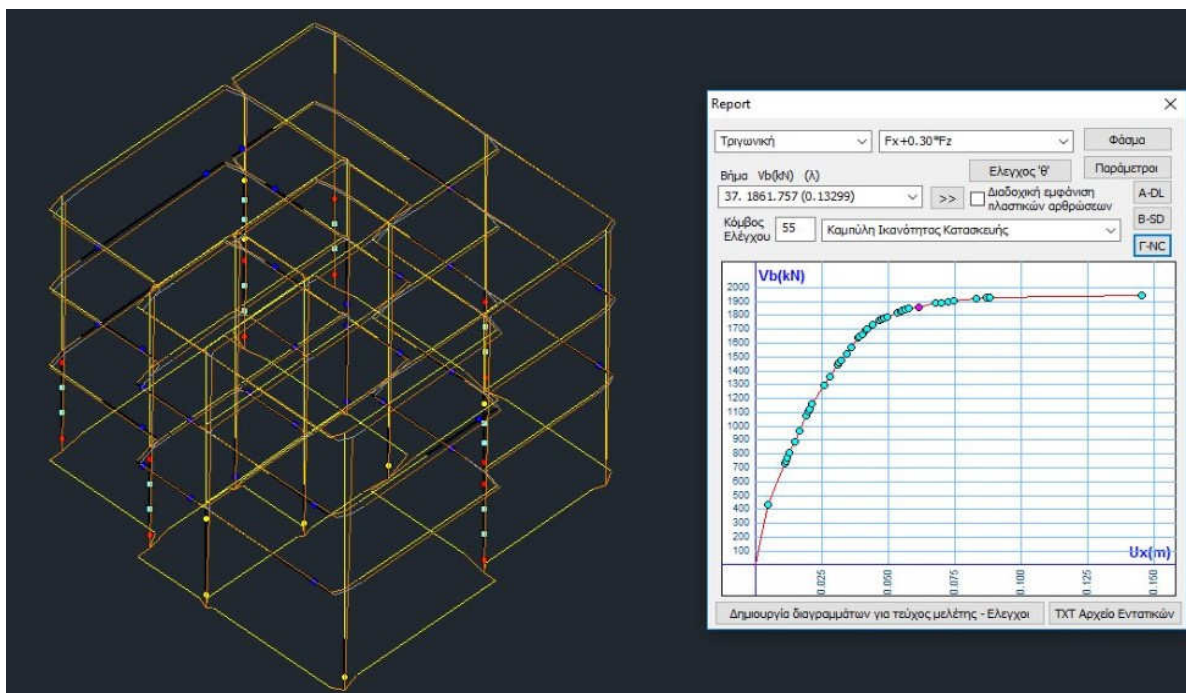 Report
Τριγωνική
Fx+0.30*Fz
Φάσμα
Ελεγχος 'θ'
Παράμετροι
Βήμα Vb(kN) (λ)
37. 1861.757 (0.13299)
>>
Διαδοχική εμφάνιση
πλαστικών αρθρώσεων
A-DL
B-SD
Γ-NC
Κόμβος
Ελέγχου
55
Καμπύλη Ικανότητας Κατασκευής
Vb(kN)
2000
1900
1800
1700
1600
1500
1400
1300
1200
1100
1000
900
800
700
600
500
400
300
200
100
Ux(m)
0.025
0.050
0.075
0.100
0.125
0.150
Δημιουργία διαγραμμάτων για τεύχος μελέτης - Ελεγχοι
TXT Αρχείο Εντατικών